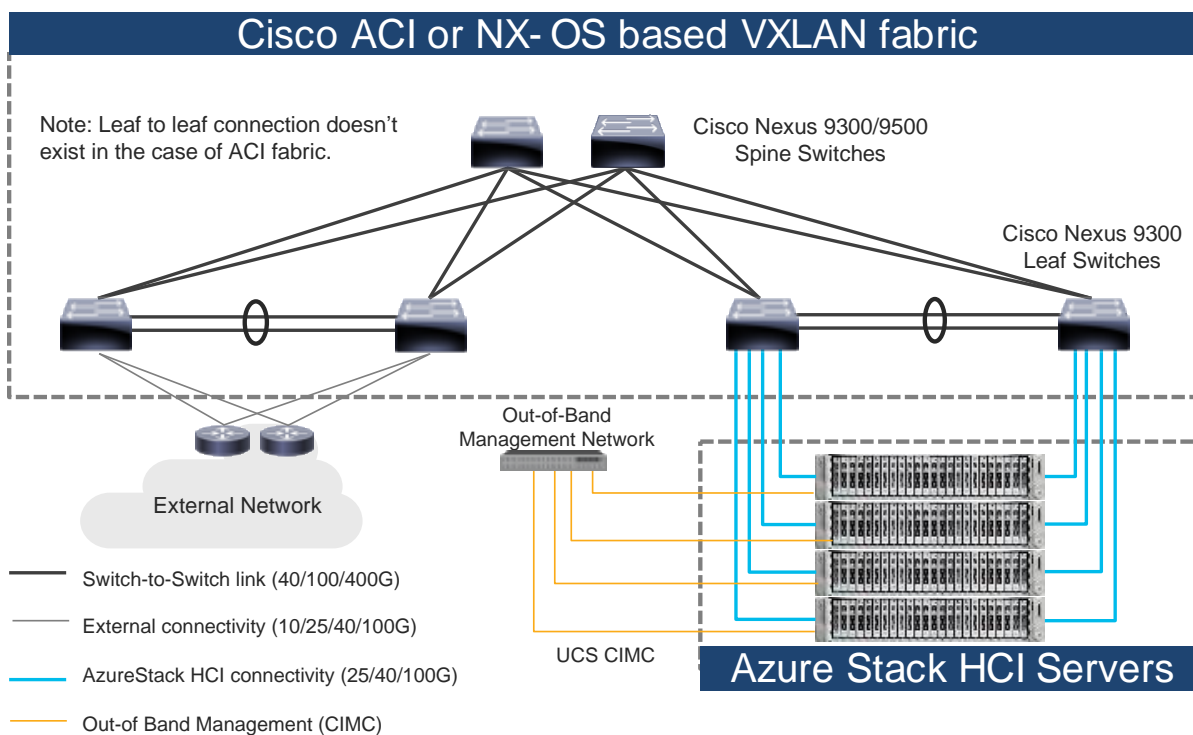 Cisco ACI or NX- OS based VXLAN fabric
Note: Leaf to leaf connection doesn't
exist in the case of ACI fabric.
Cisco Nexus 9300/9500
Spine Switches
Cisco Nexus 9300
Leaf Switches
Out-of-Band
Management Network
External Network
Switch-to-Switch link (40/100/400G)
External connectivity (10/25/40/100G)
UCS CIMC
AzureStack HCI connectivity (25/40/100G)
Azure Stack HCI Servers
Out-of Band Management (CIMC)